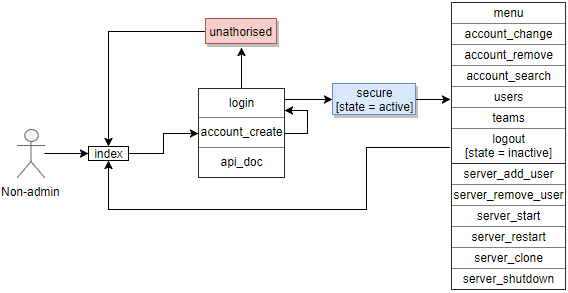 unathorised
login
account_create
api_doc
secure
[state = active]
index
Non-admin
menu
account_change
account_remove
account_search
users
teams
logout
[state = inactive]
server_add_user
server_remove_user
server_start
server_restart
server_clone
server_shutdown